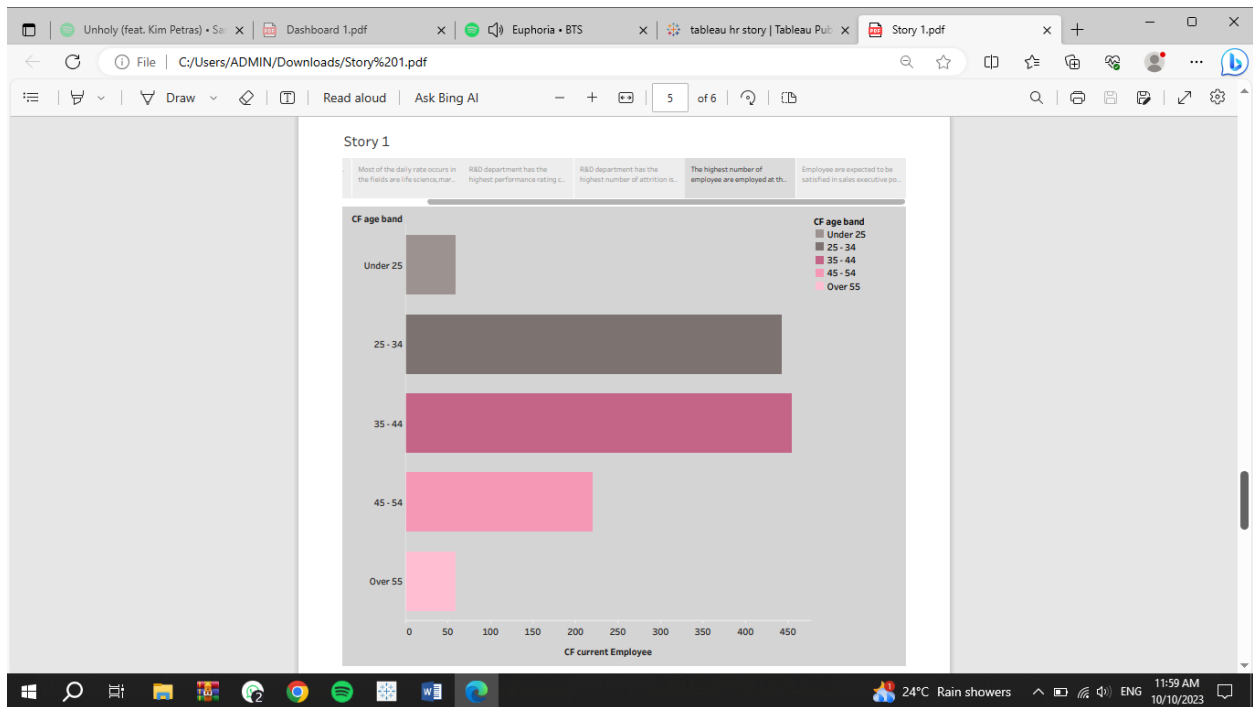 Unholy (feat. Kim Petras) • Sa
Dashboard 1.pdf
Euphoria • BTS
tableau hr story | Tableau Pub
Story 1.pdf
File
C:/Users/ADMIN/Downloads/Story%201.pdf
Draw
Read aloud
Ask Bing AI
5
of 6
Story 1
Most of the daily rate occurs in
the fields are life science,mar..
R&D department has the
highest performance rating c..
R&D department has the
highest number of attrition is..
The highest number of
employee are employed at th..
Employee are expected to be
satisfied in sales executive po..
CF age band
Under 25
25 - 34
35 - 44
45 - 54
Over 55
CF age band
Under 25
25 - 34
35 - 44
45 - 54
Over 55
0 50 100 150 200 250 300 350 400 450
CF current Employee
24°C Rain showers
ENG
11:59 AM
10/10/2023